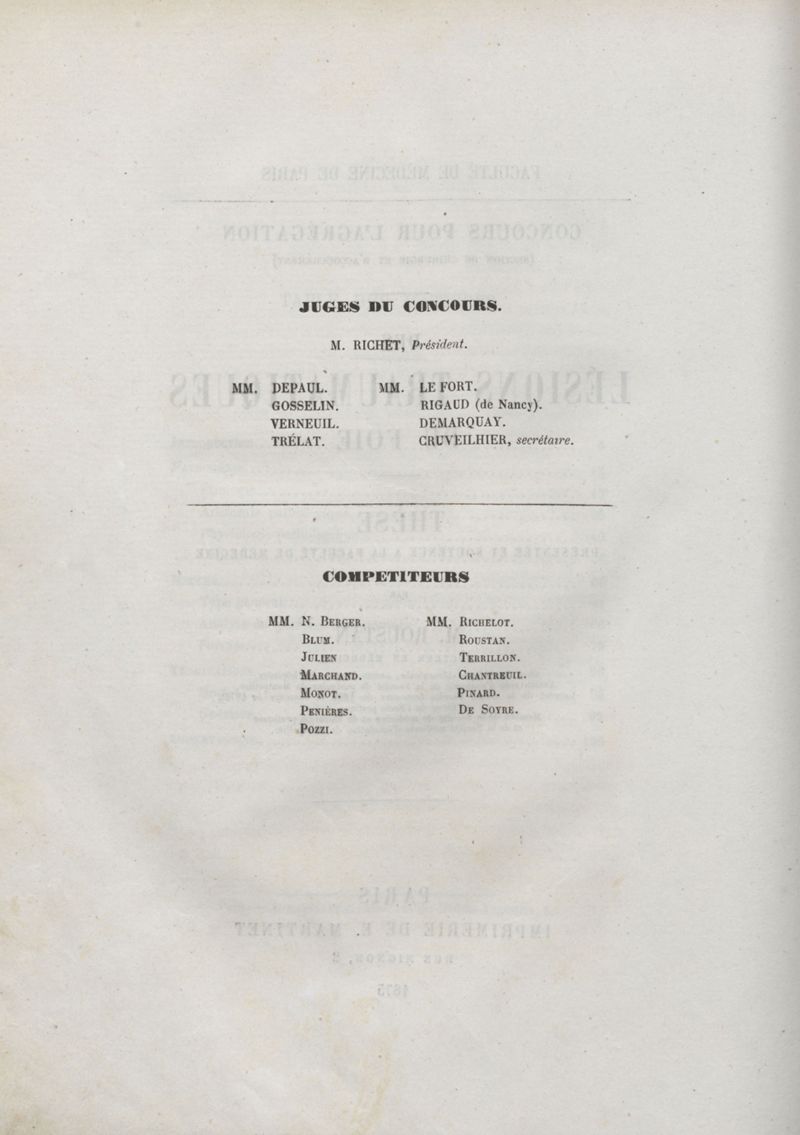 JUGES DU CONCOURS.
M. RICHET, Président.
MM. DEPAUL. MM. LE FORT.
GOSSELIN. RIGAUD (de Nancy).
VERNEUIL. DEMARQUAY.
TRÉLAT. CRUVEILHIER, secrétaire.
COMPETITEURS
MM. N. BERGER. MM. RICHELOT.
BLUM. ROUSTAN.
JULIEN TERRILLON.
MARCHAND. CHANTREUIL.
MONOT. PINARD.
PENIÈRES. DE SOYRE.
POZZI.